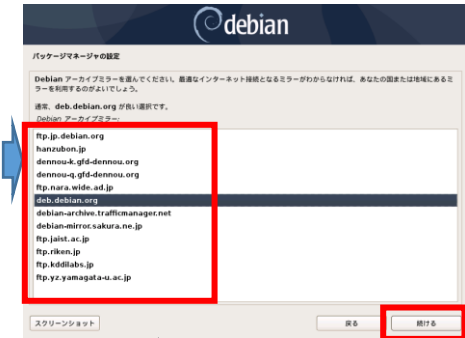 debian
パッケージマネージャの設定
Debian アーカイブミラーを選んでください。最適なインターネット接続となるミラーがわからなければ、あなたの国または地域にあるミ
ラーを利用するのがよいでしょう。
通常、deb.debian.org が良い選択です。
Debian アーカイブミラー:
ftp.jp.debian.org
hanzubon.jp
dennou-k.gfd-dennou.org
dennou-q.gfd-dennou.org
ftp.nara.wide.ad.jp
deb.debian.org
debian-archive.trafficmanager.net
debian-mirror.sakura.ne.jp
ftp.jaist.ac.jp
ftp.riken.jp
ftp.kddilabs.jp
ftp.yz.yamagata-u.ac.jp
スクリーンショット 戻る 続ける